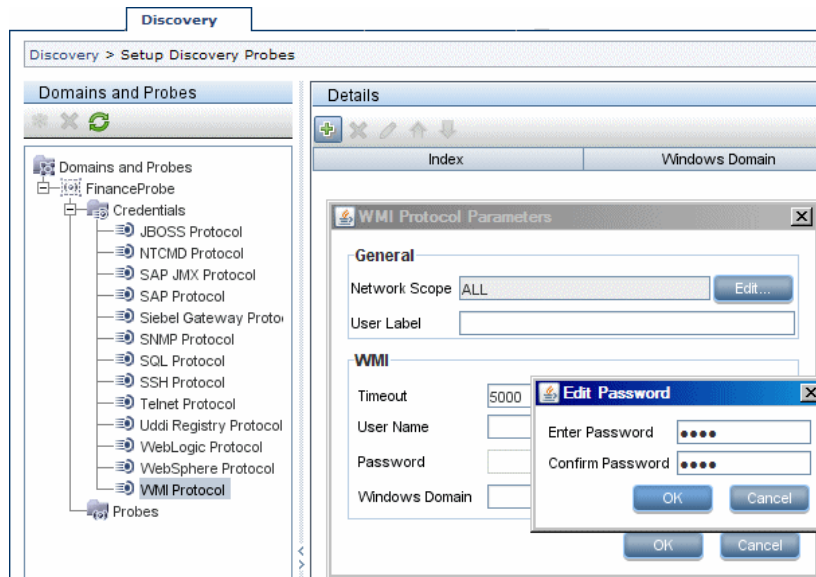 Discovery
Discovery > Setup Discovery Probes
Domains and Probes
Domains and Probes
FinanceProbe
Credentials
JBOSS Protocol
NTCMD Protocol
SAP JMX Protocol
SAP Protocol
Siebel Gateway Proto
SNMP Protocol
SQL Protocol
SSH Protocol
Telnet Protocol
Uddi Registry Protocol
WebLogic Protocol
WebSphere Protocol
WMI Protocol
Probes
Details
Index Windows Domain
WMI Protocol Parameters
General
Network Scope ALL Edit...
User Label
WMI
Timeout 5000
User Name
Password
Windows Domain
Edit Password
Enter Password ••••
Confirm Password ••••
OK Cancel
OK Cancel